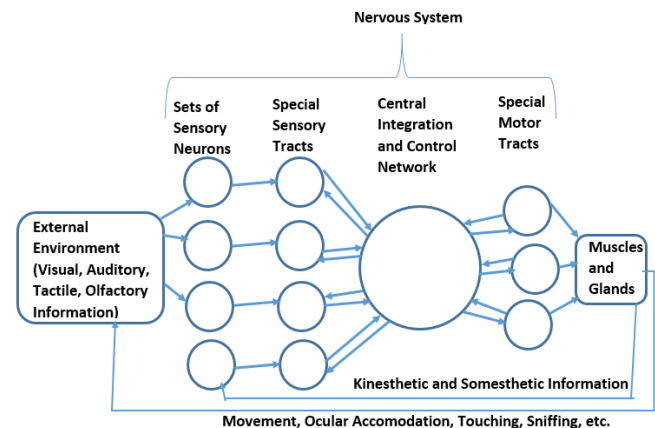 Nervous System
Sets of
Sensory
Neurons
Special
Sensory
Tracts
Central
Integration
and Control
Network
Special
Motor
Tracts
External
Environment
(Visual, Auditory,
Tactile, Olfactory
Information)
Muscles
and
Glands
Kinesthetic and Somesthetic Information
Movement, Ocular Accomodation, Touching, Sniffing, etc.